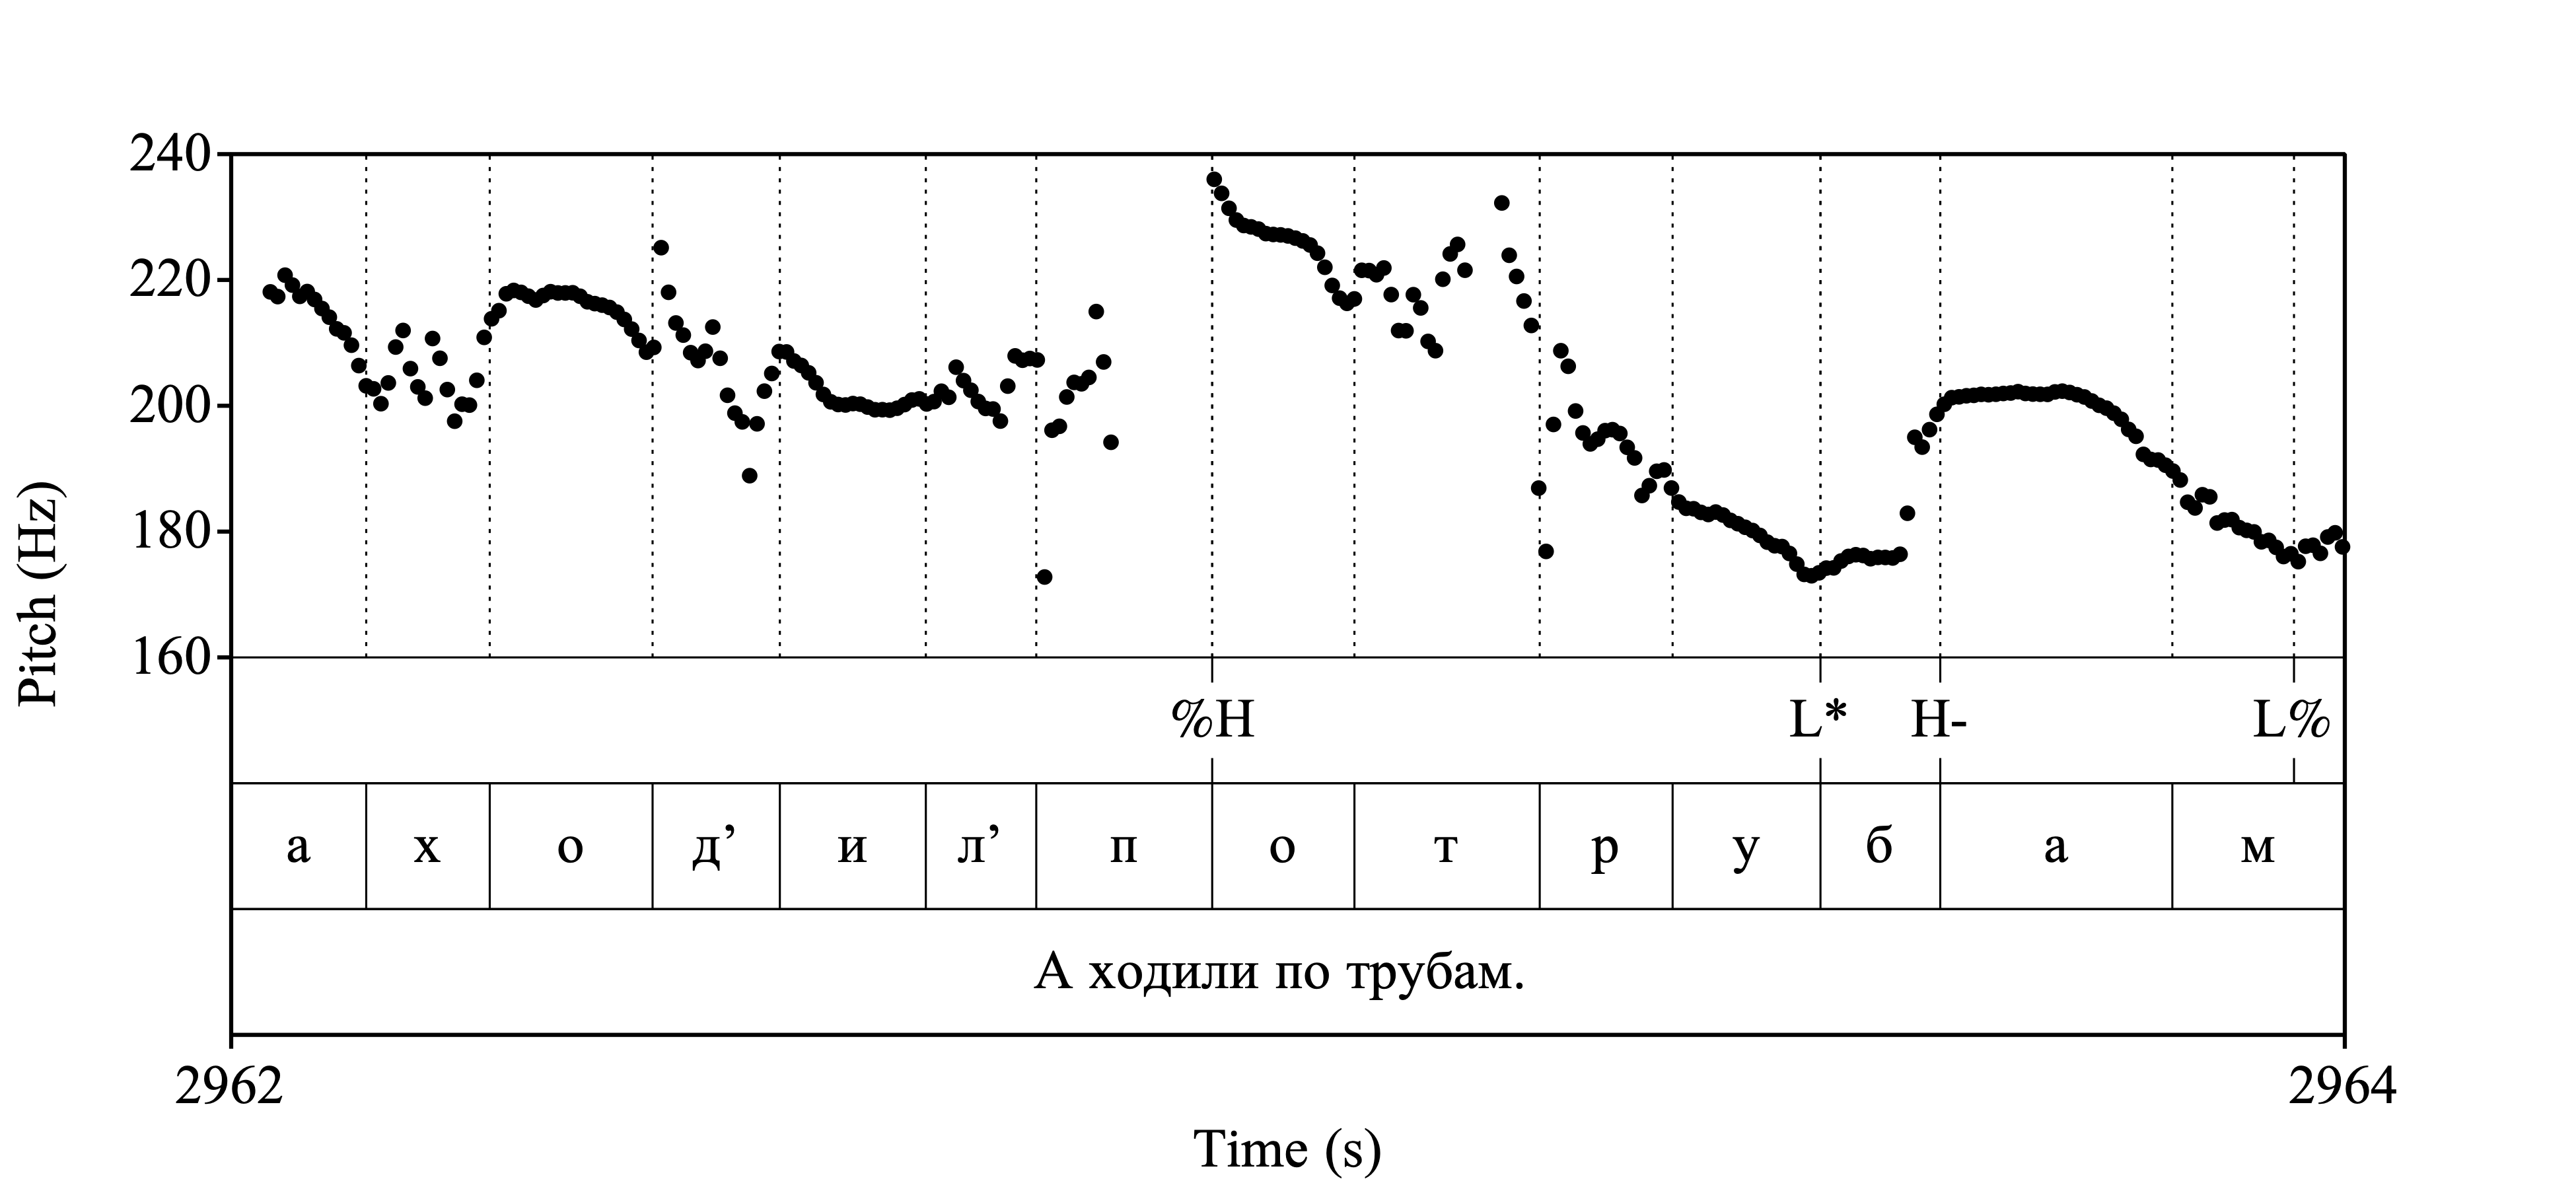 240
220
200
180
160
Pitch (Hz)
%H L* H- L%
а х о д’ и л’ п о т р у б а м
А ходили по трубам.
2962 2964
Time (s)